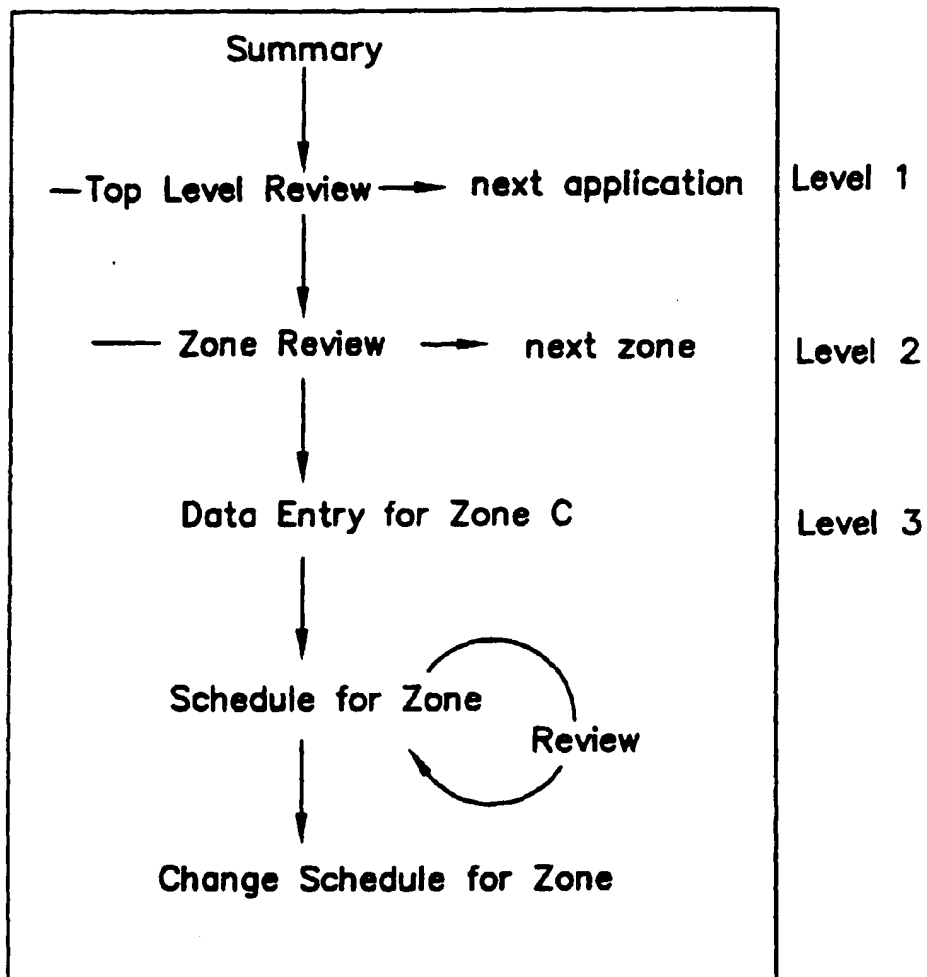 Summary
Top Level Review next application Level 1
Zone Review next zone Level 2
Data Entry for Zone C Level 3
Schedule for Zone
Review
Change Schedule for Zone